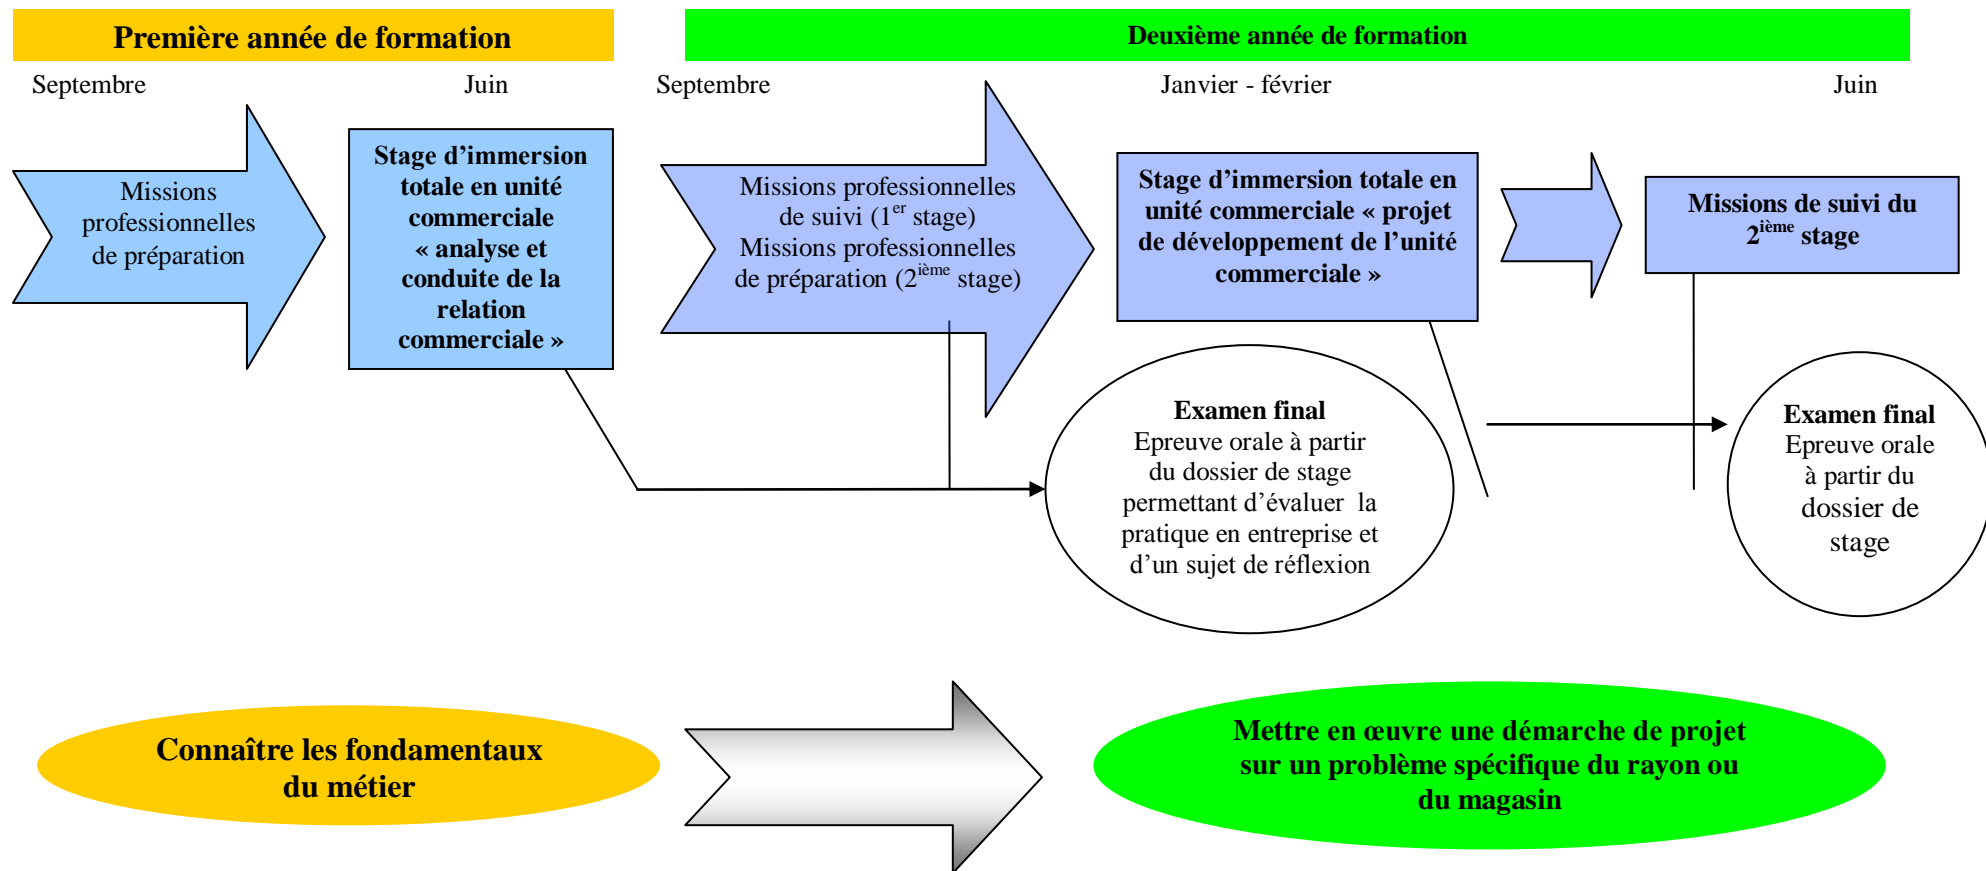 Première année de formation
Deuxième année de formation
Septembre
Juin
Septembre
Janvier - février
Juin
Missions
professionnelles
de préparation
Stage d’immersion
totale en unité
commerciale
« analyse et
conduite de la
relation
commerciale »
Missions professionnelles
de suivi (1er stage)
Missions professionnelles
de préparation (2ième stage)
Stage d’immersion totale en
unité commerciale « projet
de développement de l’unité
commerciale »
Missions de suivi du
2ième stage
Examen final
Epreuve orale à partir
du dossier de stage
permettant d’évaluer la
pratique en entreprise et
d’un sujet de réflexion
Examen final
Epreuve orale
à partir du
dossier de
stage
Connaître les fondamentaux
du métier
Mettre en œuvre une démarche de projet
sur un problème spécifique du rayon ou
du magasin